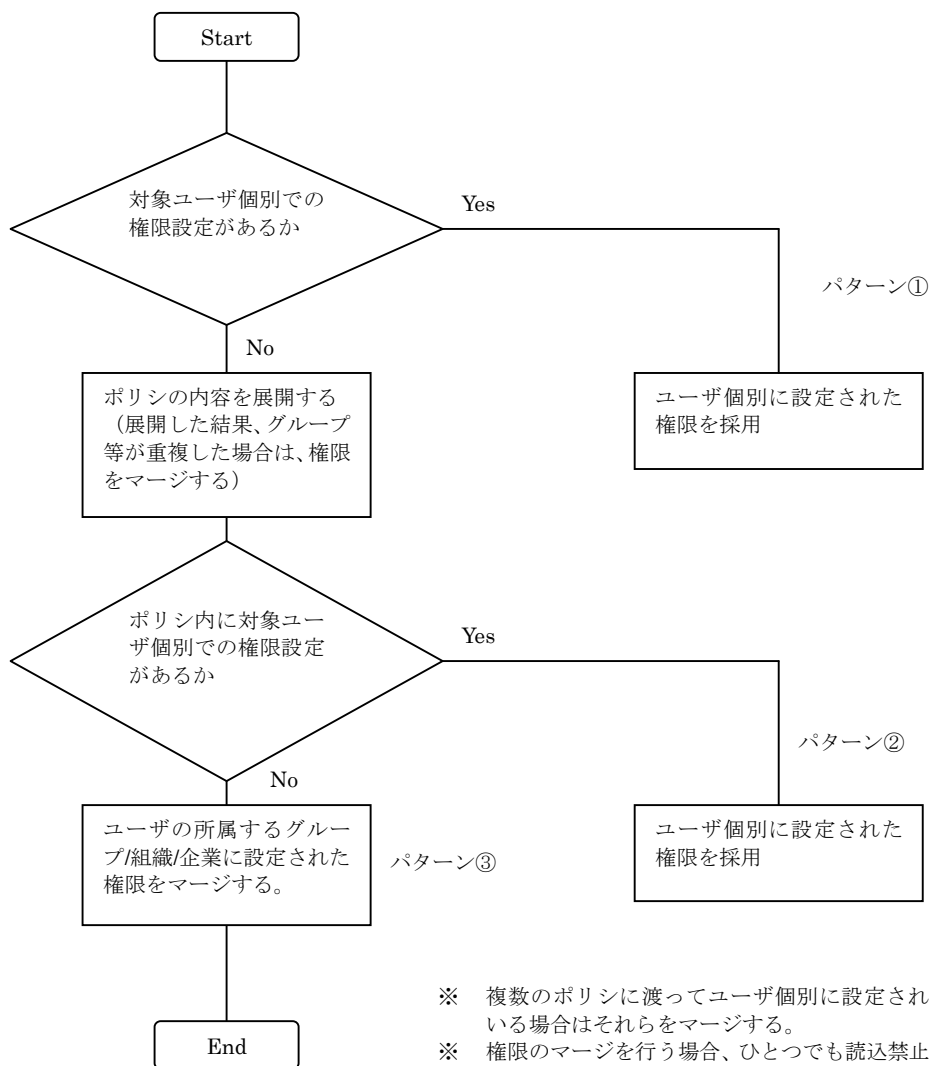 Start
対象ユーザ個別での
権限設定があるか
Yes
パターン①
No
ポリシの内容を展開する
（展開した結果、グループ
等が重複した場合は、権限
をマージする）
ユーザ個別に設定された
権限を採用
ポリシ内に対象ユー
ザ個別での権限設定
があるか
Yes
パターン②
No
ユーザの所属するグルー
プ/組織/企業に設定された
権限をマージする。
パターン③
ユーザ個別に設定された
権限を採用
※ 複数のポリシに渡ってユーザ個別に設定され
いる場合はそれらをマージする。
※ 権限のマージを行う場合、ひとつでも読込禁止
End